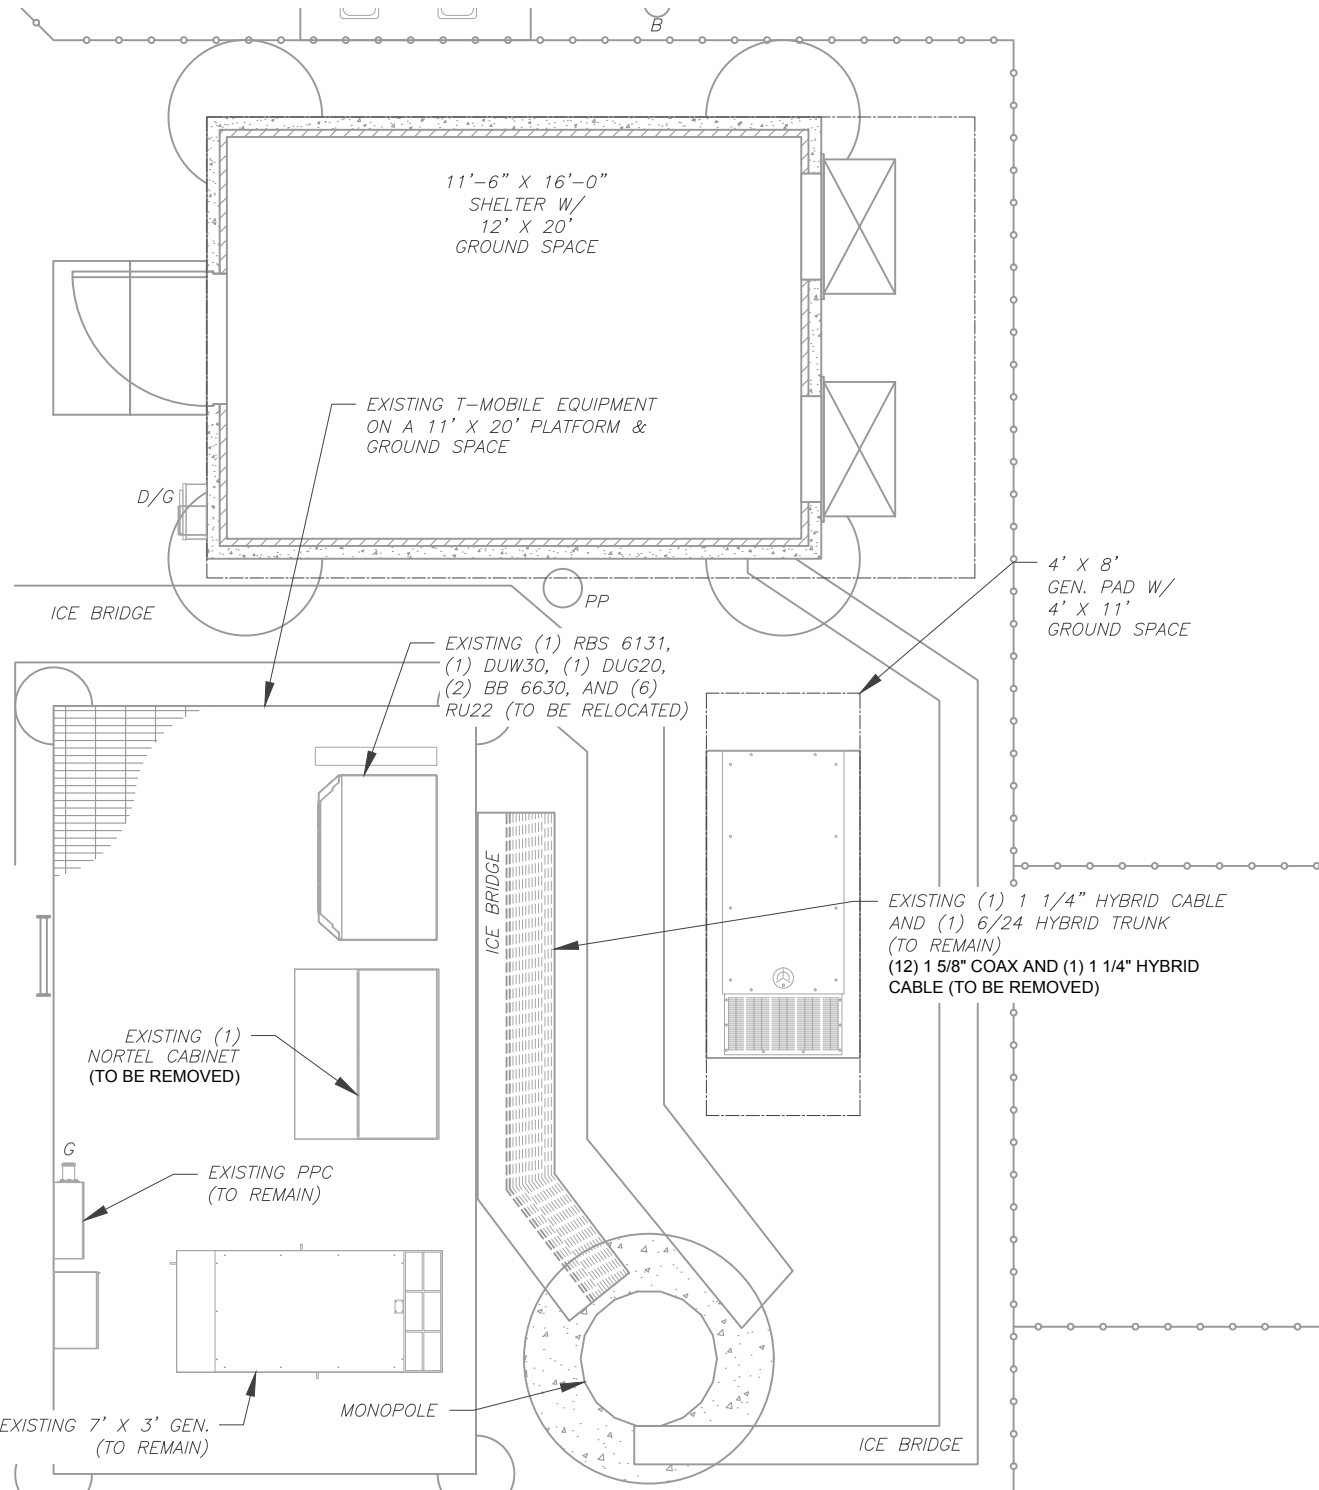 B
11'-6" X 16'-0"
SHELTER W/
12' X 20'
GROUND SPACE
EXISTING T-MOBILE EQUIPMENT
ON A 11' X 20' PLATFORM &
GROUND SPACE
D/G
4' X 8'
GEN. PAD W/
4' X 11'
GROUND SPACE
PP
ICE BRIDGE
EXISTING (1) RBS 6131,
(1) DUW30, (1) DUG20,
(2) BB 6630, AND (6)
RU22 (TO BE RELOCATED)
ICE BRIDGE
EXISTING (1) 1 1/4" HYBRID CABLE
AND (1) 6/24 HYBRID TRUNK
(TO REMAIN)
(12) 1 5/8" COAX AND (1) 1 1/4" HYBRID
CABLE (TO BE REMOVED)
EXISTING (1)
NORTEL CABINET
(TO BE REMOVED)
G
EXISTING PPC
(TO REMAIN)
MONOPOLE
EXISTING 7' X 3' GEN.
(TO REMAIN)
ICE BRIDGE